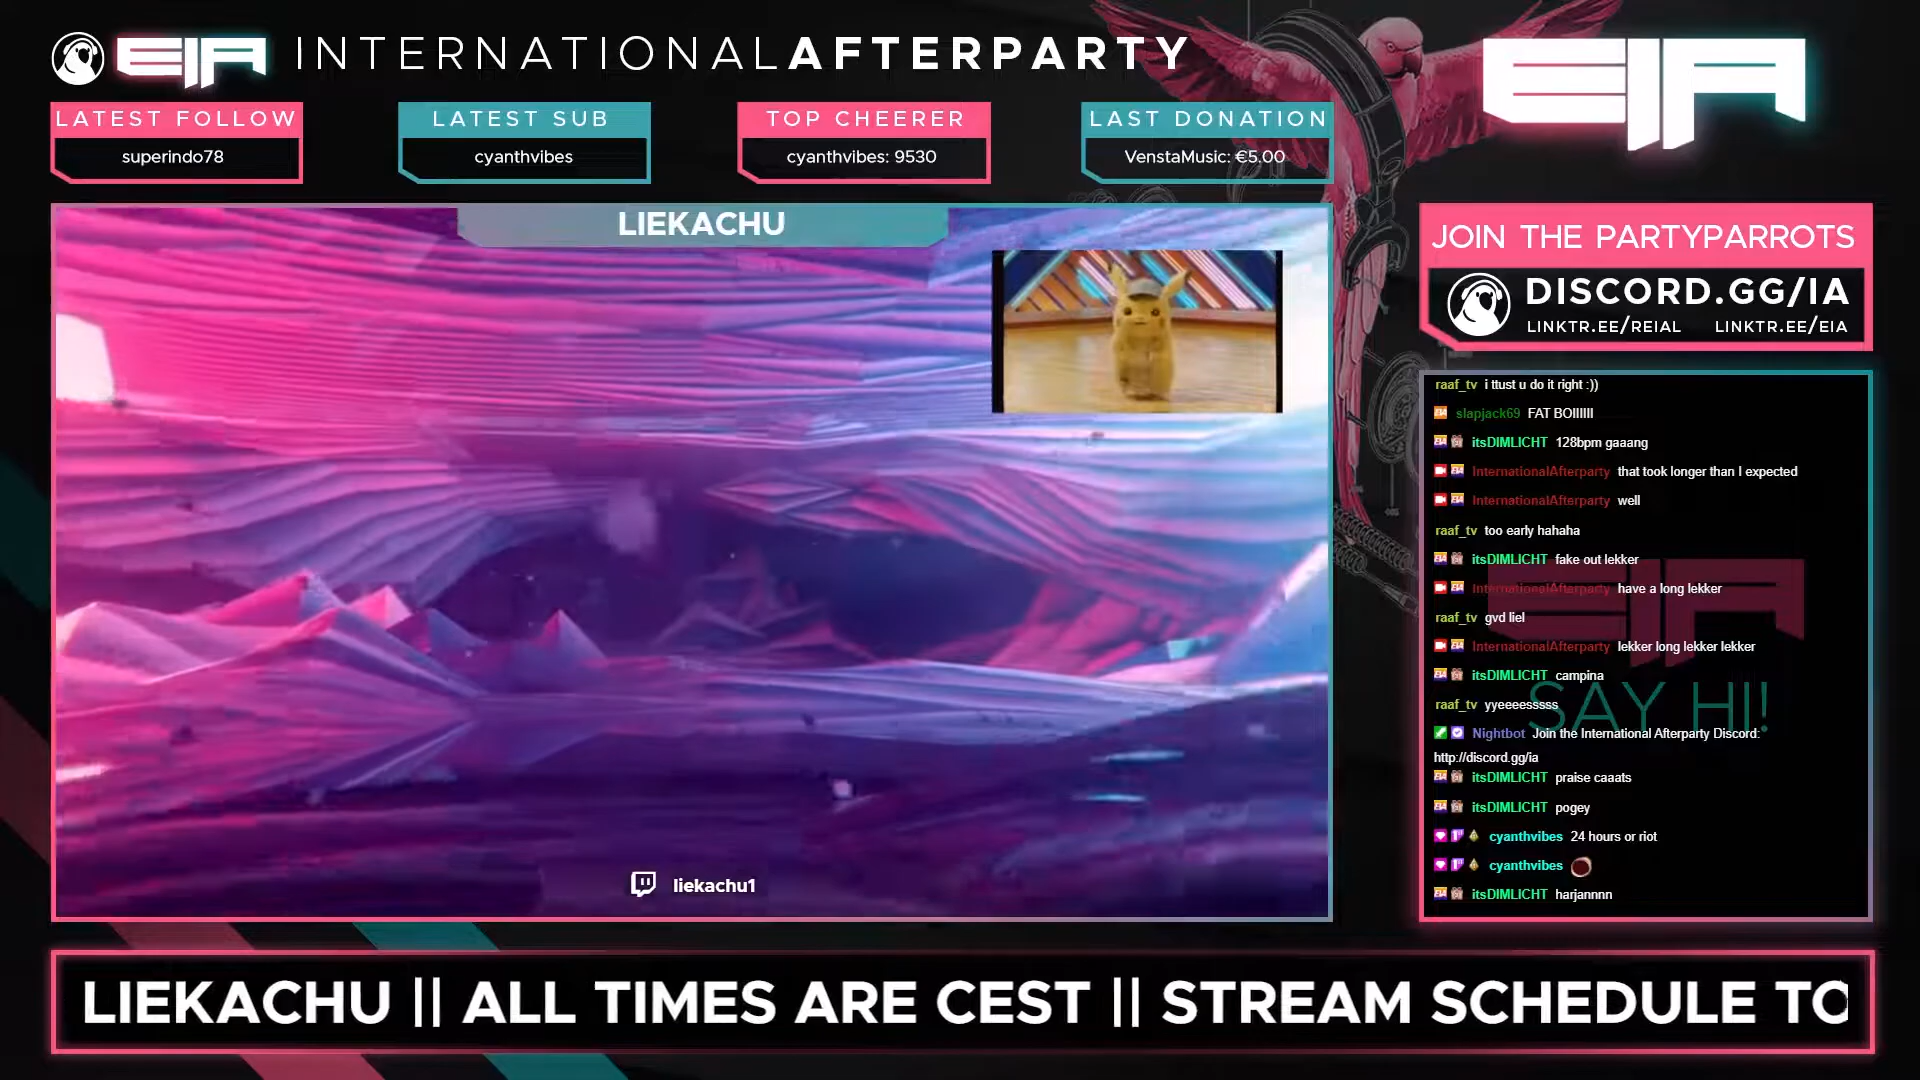 EIA INTERNATIONALAFTERPARTY
EIA
LATEST FOLLOW
superindo78
LATEST SUB
cyanthvibes
TOP CHEERER
cyanthvibes: 9530
LAST DONATION
VenstaMusic: €5.00
LIEKACHU
liekachu1
JOIN THE PARTYPARROTS
DISCORD.GG/IA
LINKTR.EE/REIAL LINKTR.EE/EIA
raaf_tv i ttust u do it right :))
slapjack69 FAT BOIIIIII
itsDIMLICHT 128bpm gaaang
InternationalAfterparty that took longer than I expected
InternationalAfterparty well
raaf_tv too early hahaha
itsDIMLICHT fake out lekker
InternationalAfterparty have a long lekker
raaf_tv gvd liel
InternationalAfterparty lekker long lekker lekker
itsDIMLICHT campina
raaf_tv yyeeeesssss
Nightbot Join the International Afterparty Discord:
http://discord.gg/ia
itsDIMLICHT praise caaats
itsDIMLICHT pogey
cyanthvibes 24 hours or riot
cyanthvibes
itsDIMLICHT harjannnn
EIA
SAY HI!
LIEKACHU || ALL TIMES ARE CEST || STREAM SCHEDULE TO